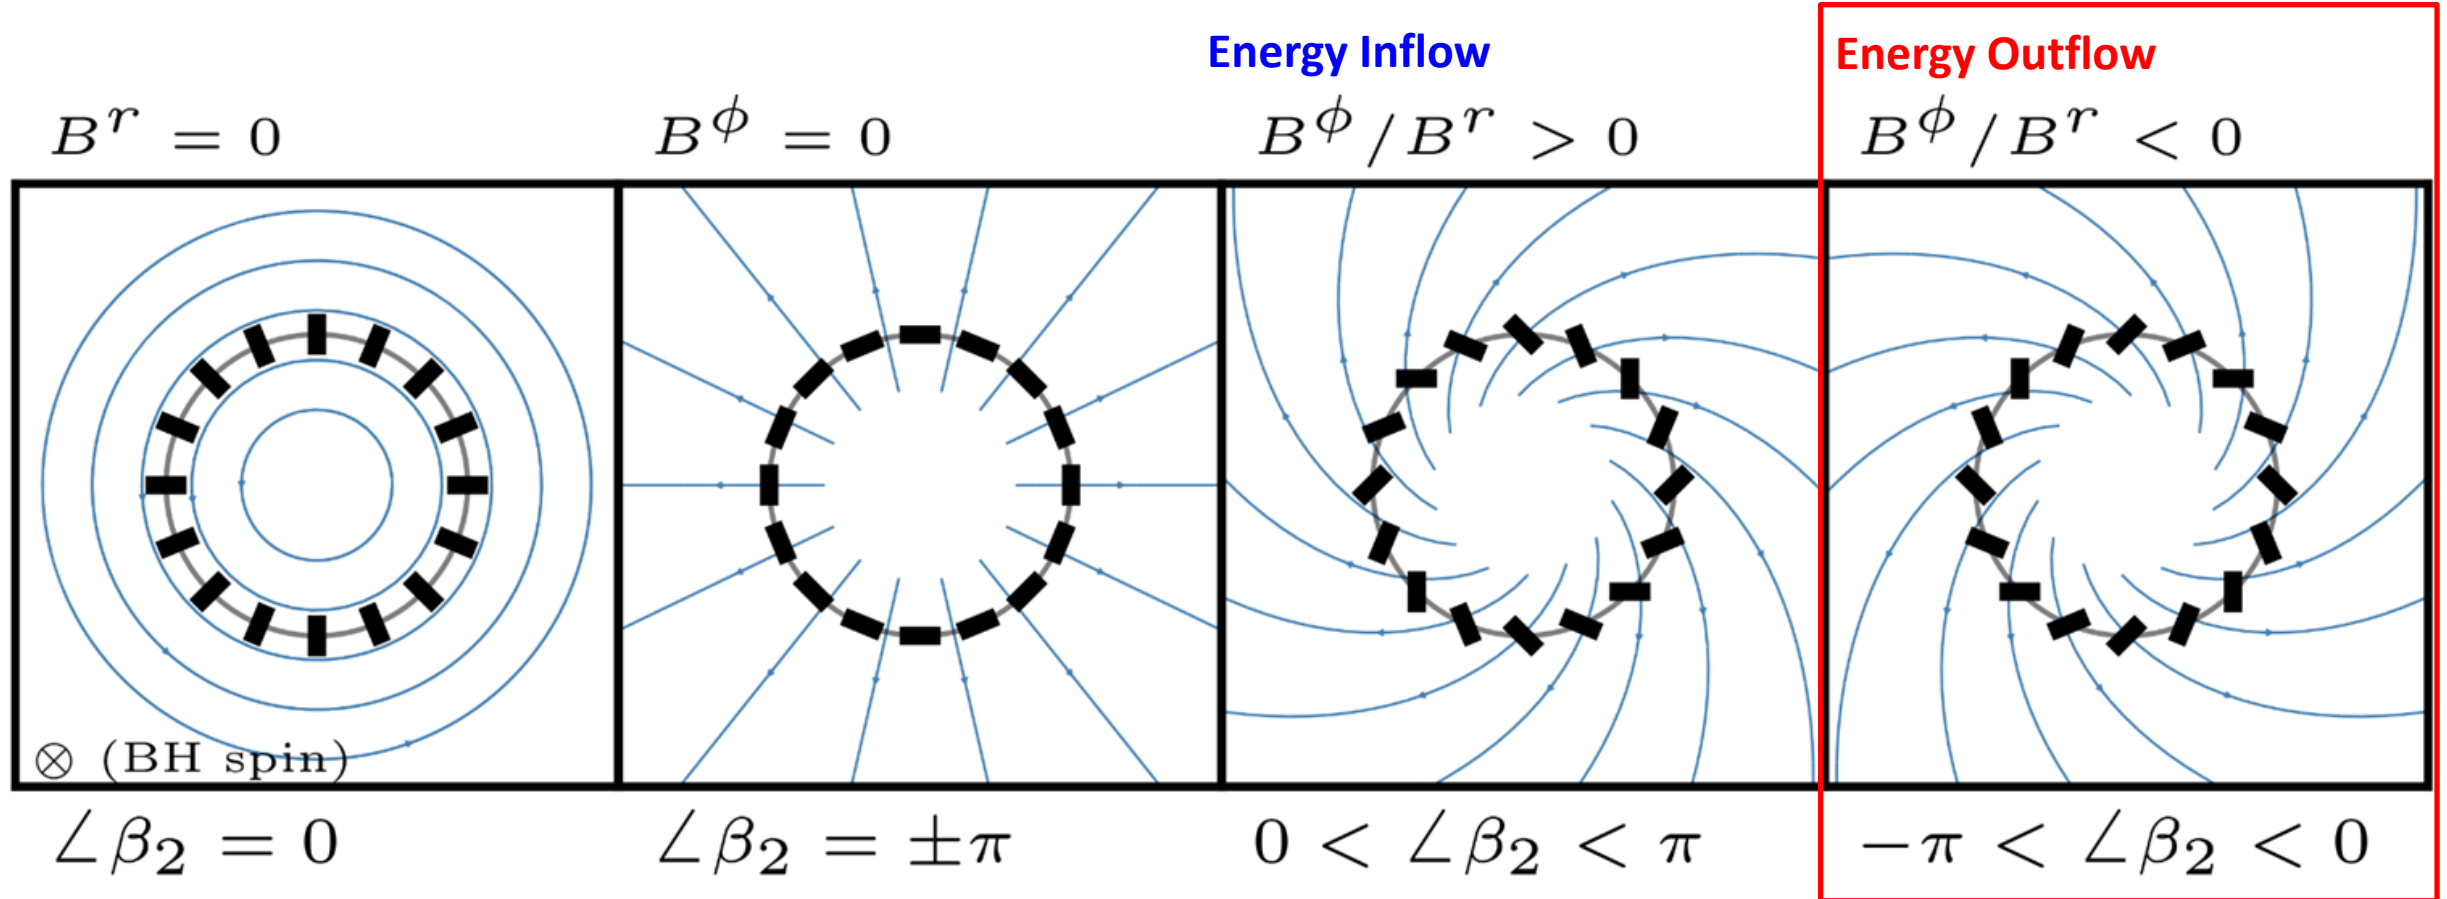 Energy Inflow
Energy Outflow
B^r = 0
B^ϕ = 0
B^ϕ/B^r > 0
B^ϕ/B^r < 0
⊗ (BH spin)
∠β₂ = 0
∠β₂ = ±π
0 < ∠β₂ < π
−π < ∠β₂ < 0